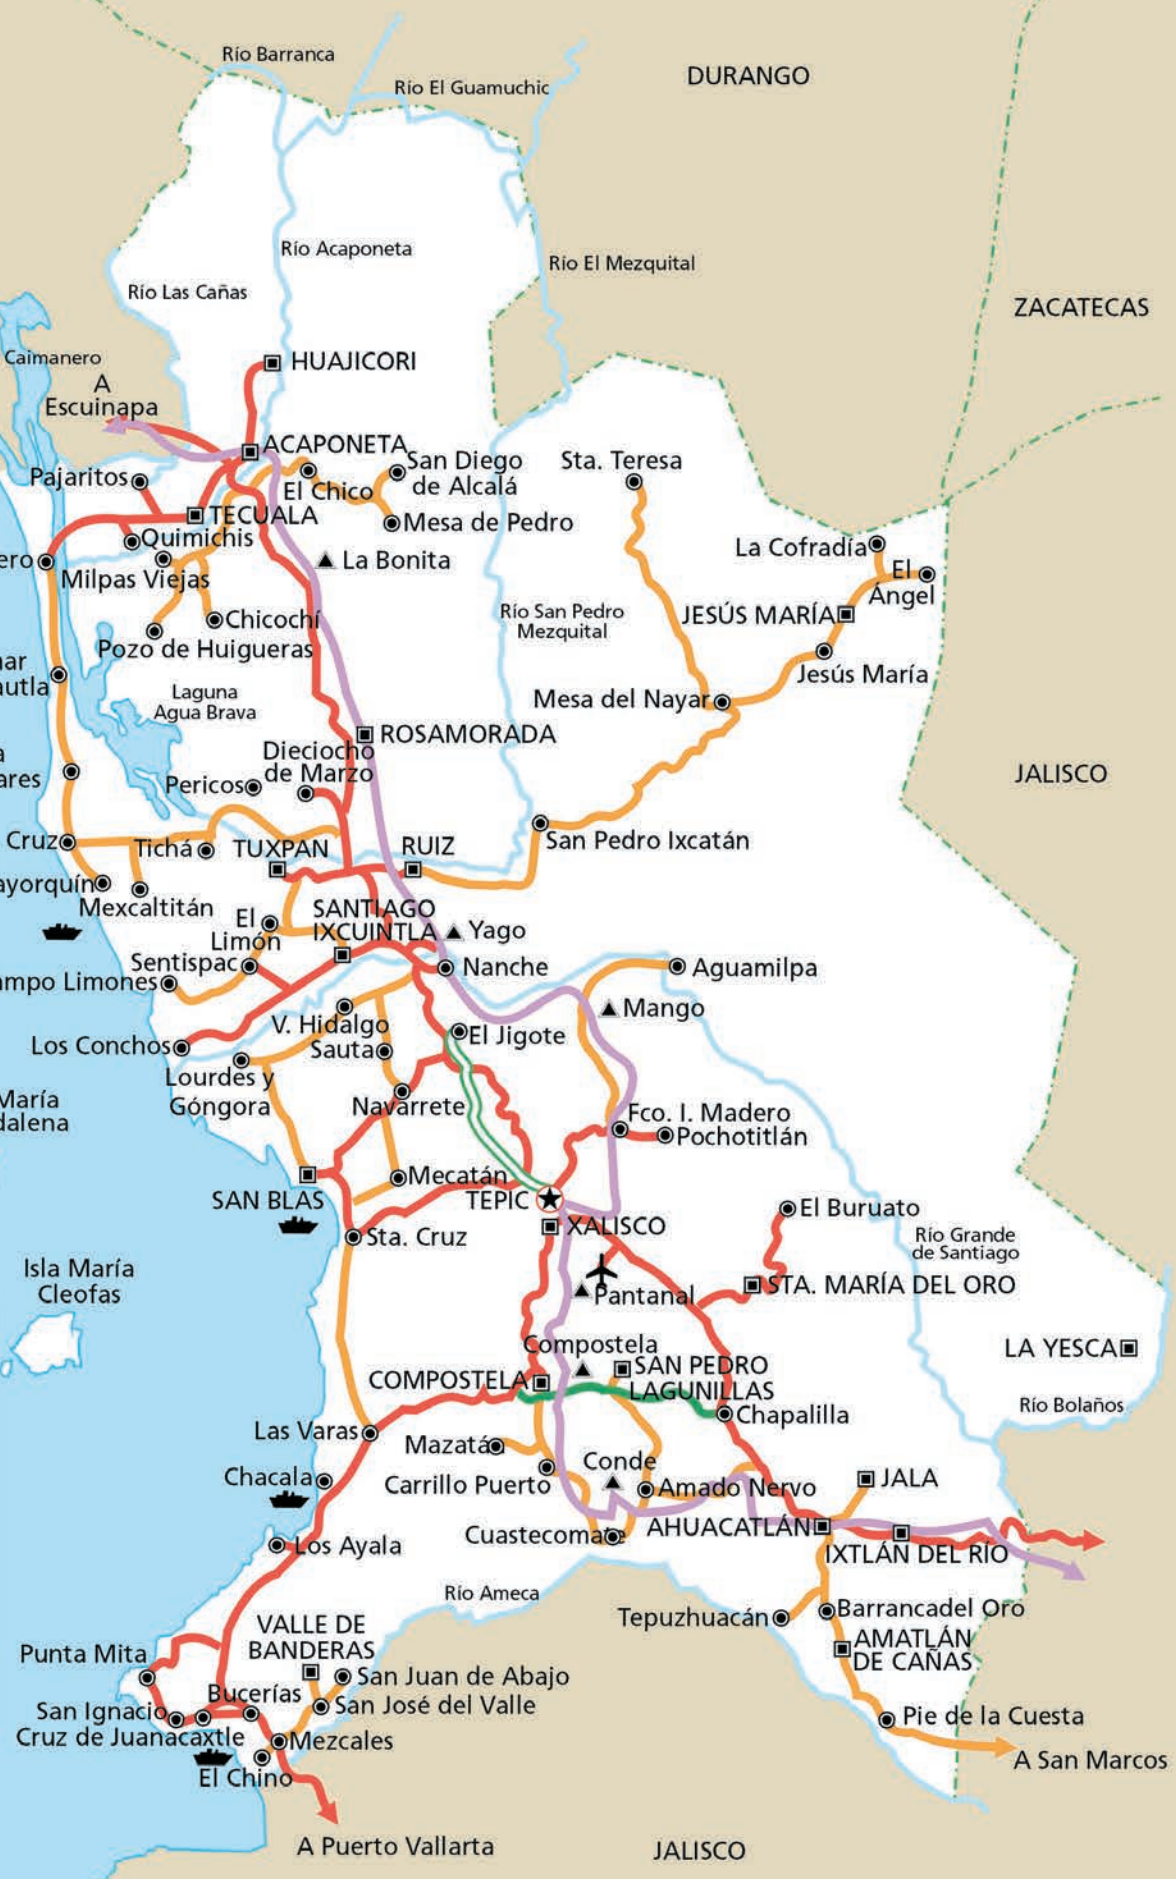 Río Barranca
DURANGO
Río El Guamuchic
Río Acaponeta
Río El Mezquital
Río Las Cañas
ZACATECAS
Caimanero
A
Escuinapa
HUAJICORI
ACAPONETA
San Diego
de Alcalá
Sta. Teresa
Pajaritos
El Chico
TECUALA
Mesa de Pedro
Quimichis
La Cofradía
La Bonita
El
Ángel
Milpas Viejas
Río San Pedro
Mezquital
JESÚS MARÍA
Chicochí
Pozo de Huigueras
Jesús María
Laguna
Agua Brava
Mesa del Nayar
ROSAMORADA
Dieciocho
de Marzo
Pericos
JALISCO
Cruz
Tichá
TUXPAN
RUIZ
San Pedro Ixcatán
Mexcaltitán
El
Limón
SANTIAGO
IXCUINTLA
Yago
Sentispac
Nanche
Aguamilpa
Limones
Mango
V. Hidalgo
El Jigote
Los Conchos
Sauta
Lourdes y
Góngora
María
Navarrete
Fco. I. Madero
Pochotitlán
Mecatán
TEPIC
SAN BLAS
El Buruato
XALISCO
Sta. Cruz
Río Grande
de Santiago
Isla María
Cleofas
STA. MARÍA DEL ORO
Pantanal
Compostela
LA YESCA
COMPOSTELA
SAN PEDRO
LAGUNILLAS
Río Bolaños
Chapalilla
Las Varas
Mazatá
Conde
Chacala
Carrillo Puerto
Amado Nervo
JALA
Cuastecomate
AHUACATLÁN
Los Ayala
IXTLÁN DEL RÍO
Río Ameca
Tepuzhuacán
Barrancadel Oro
VALLE DE
BANDERAS
AMATLÁN
DE CAÑAS
Punta Mita
San Juan de Abajo
Bucerías
San José del Valle
San Ignacio
Pie de la Cuesta
Cruz de Juanacaxtle
Mezcales
A San Marcos
El Chino
A Puerto Vallarta
JALISCO